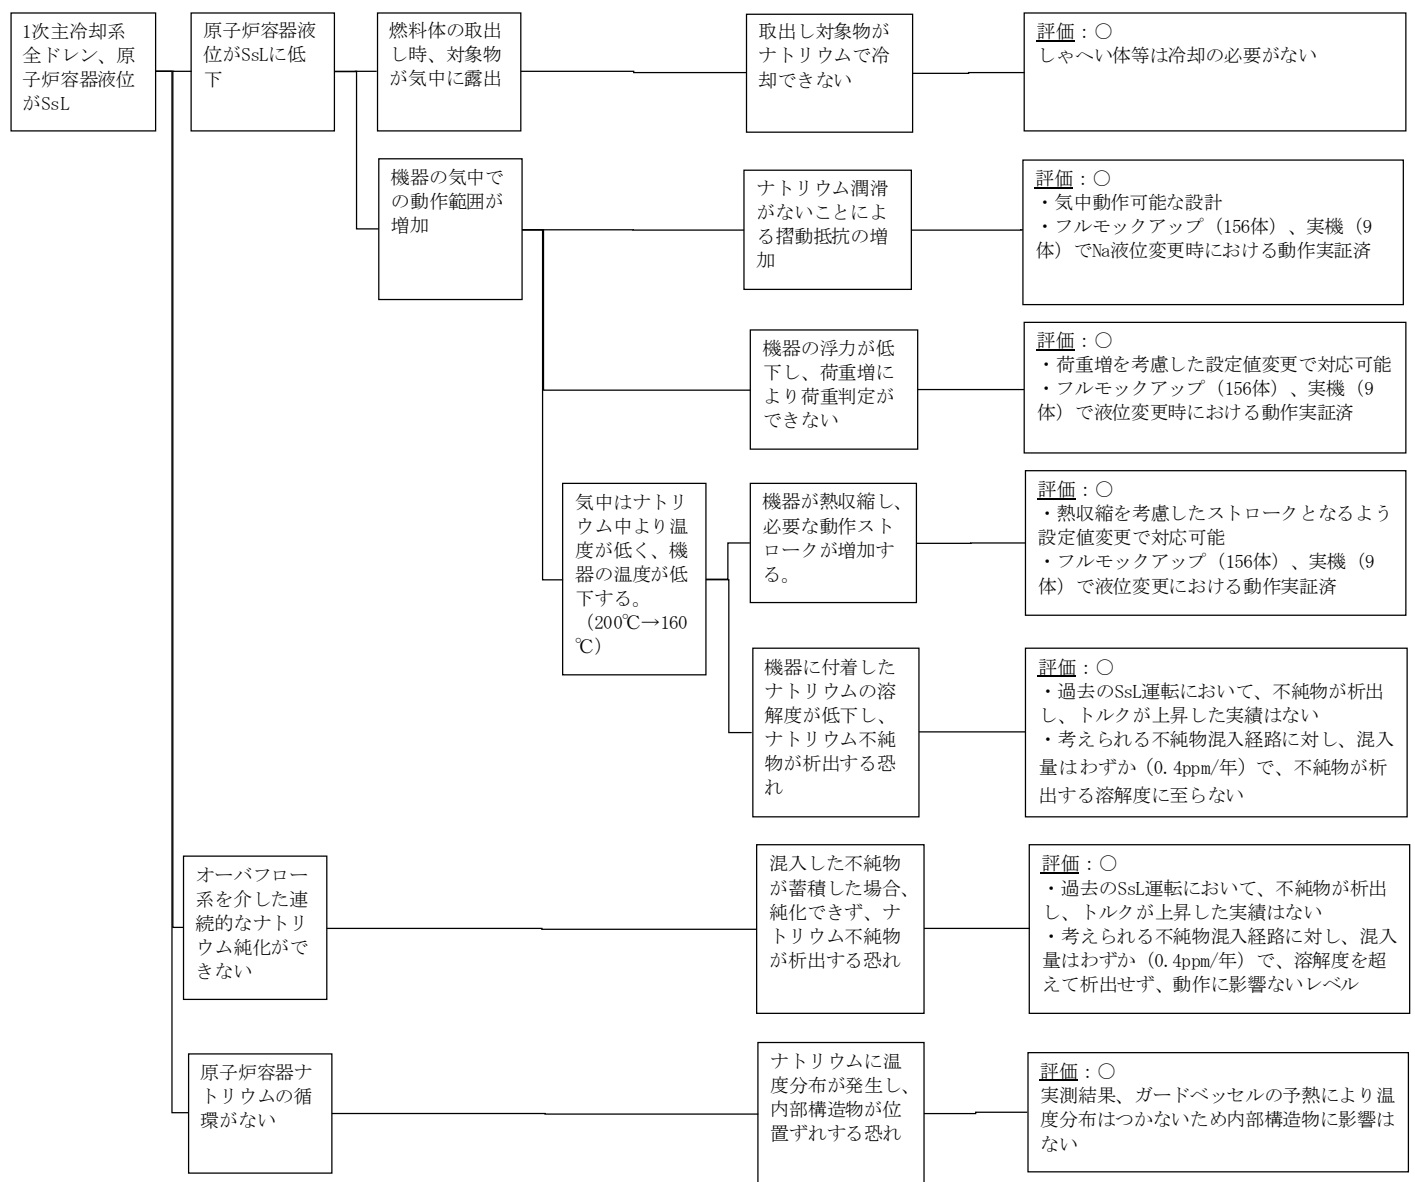 1次主冷却系
全ドレン、原
子炉容器液位
がSsL
原子炉容器液
位がSsLに低
下
燃料体の取出
し時、対象物
が気中に露出
取出し対象物が
ナトリウムで冷
却できない
評価：○
しゃへい体等は冷却の必要がない
機器の気中で
の動作範囲が
増加
ナトリウム潤滑
がないことによ
る摺動抵抗の増
加
評価：○
・気中動作可能な設計
・フルモックアップ（156体）、実機（9
体）でNa液位変更時における動作実証済
機器の浮力が低
下し、荷重増に
より荷重判定が
できない
評価：○
・荷重増を考慮した設定値変更で対応可能
・フルモックアップ（156体）、実機（9
体）で液位変更時における動作実証済
気中はナトリ
ウム中より温
度が低く、機
器の温度が低
下する。
（200℃→160
℃）
機器が熱収縮し、
必要な動作スト
ロークが増加す
る。
評価：○
・熱収縮を考慮したストロークとなるよう
設定値変更で対応可能
・フルモックアップ（156体）、実機（9
体）で液位変更における動作実証済
機器に付着した
ナトリウムの溶
解度が低下し、
ナトリウム不純
物が析出する恐
れ
評価：○
・過去のSsL運転において、不純物が析出
し、トルクが上昇した実績はない
・考えられる不純物混入経路に対し、混入
量はわずか（0.4ppm/年）で、不純物が析
出する溶解度に至らない
オーバフロー
系を介した連
続的なナトリ
ウム純化がで
きない
混入した不純物
が蓄積した場合、
純化できず、ナ
トリウム不純物
が析出する恐れ
評価：○
・過去のSsL運転において、不純物が析出
し、トルクが上昇した実績はない
・考えられる不純物混入経路に対し、混入
量はわずか（0.4ppm/年）で、溶解度を超
えて析出せず、動作に影響ないレベル
原子炉容器ナ
トリウムの循
環がない
ナトリウムに温
度分布が発生し、
内部構造物が位
置ずれする恐れ
評価：○
実測結果、ガードベッセルの予熱により温
度分布はつかないため内部構造物に影響は
ない